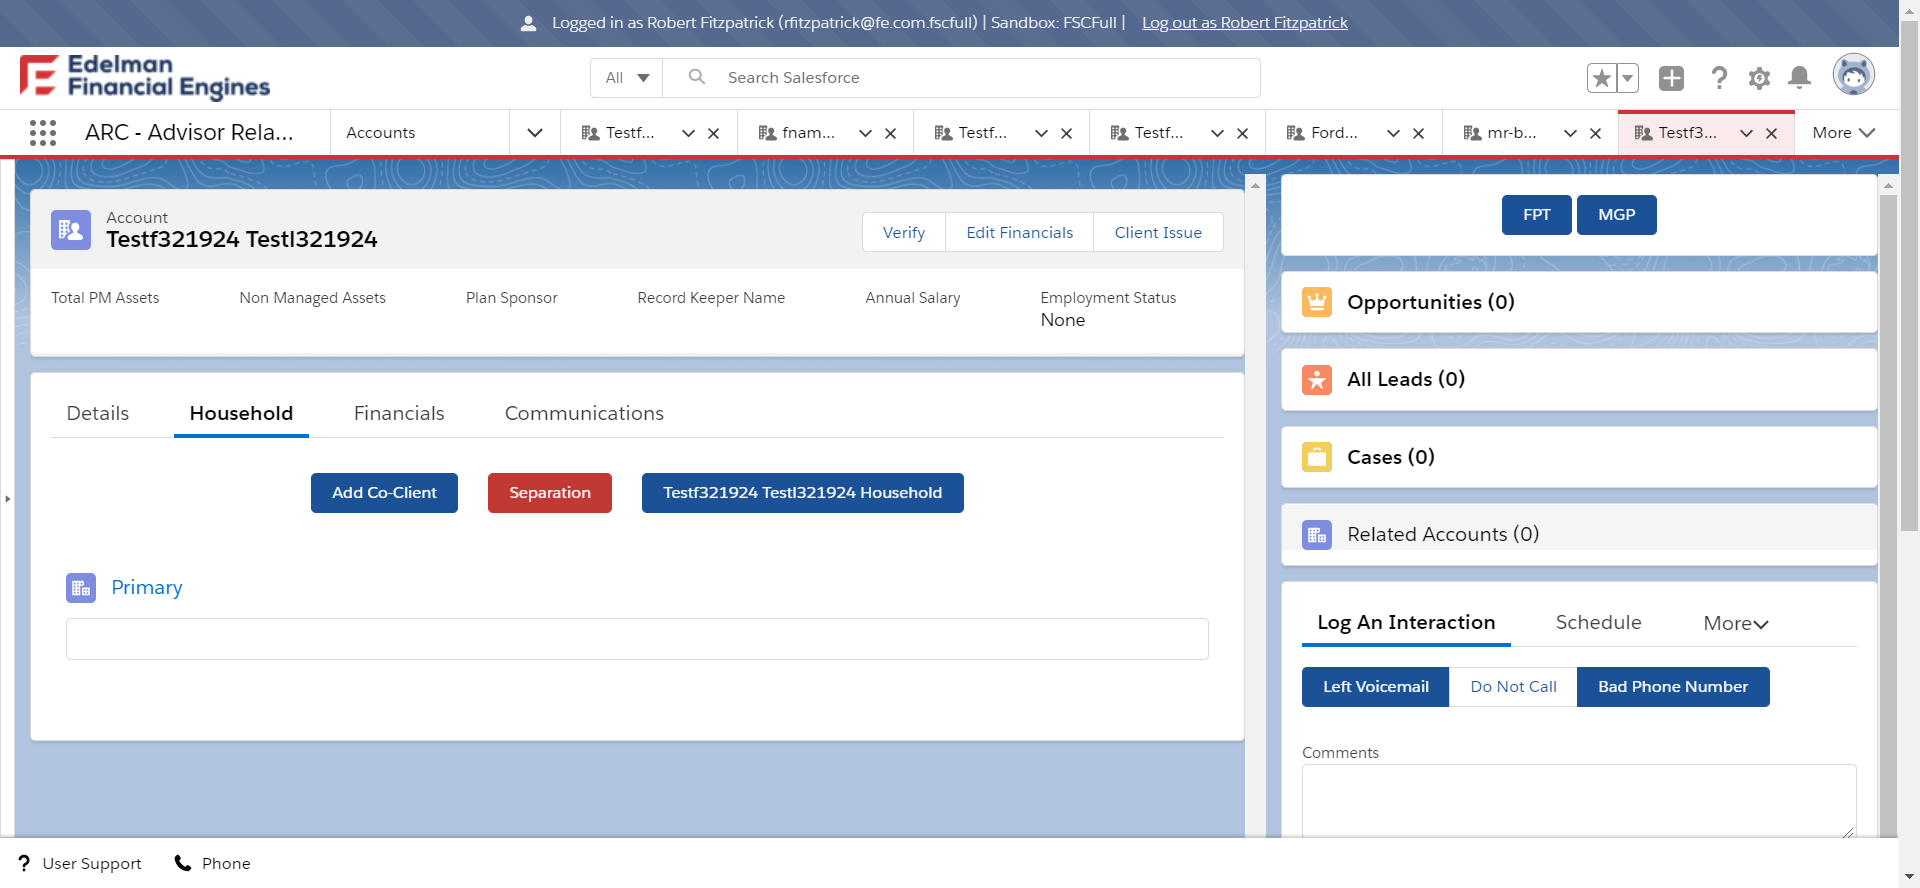 Logged in as Robert Fitzpatrick (rfitzpatrick@fe.com.fscfull) | Sandbox: FSCFull | Log out as Robert Fitzpatrick
Edelman
Financial Engines
All
Search Salesforce
ARC - Advisor Rela...
Accounts
Testf...
fnam...
Testf...
Testf...
Ford...
mr-b...
Testf3...
More
Account
Testf321924 Testl321924
Verify
Edit Financials
Client Issue
Total PM Assets
Non Managed Assets
Plan Sponsor
Record Keeper Name
Annual Salary
Employment Status
None
Details
Household
Financials
Communications
Add Co-Client
Separation
Testf321924 Testl321924 Household
Primary
FPT
MGP
Opportunities (0)
All Leads (0)
Cases (0)
Related Accounts (0)
Log An Interaction
Schedule
More
Left Voicemail
Do Not Call
Bad Phone Number
Comments
User Support
Phone